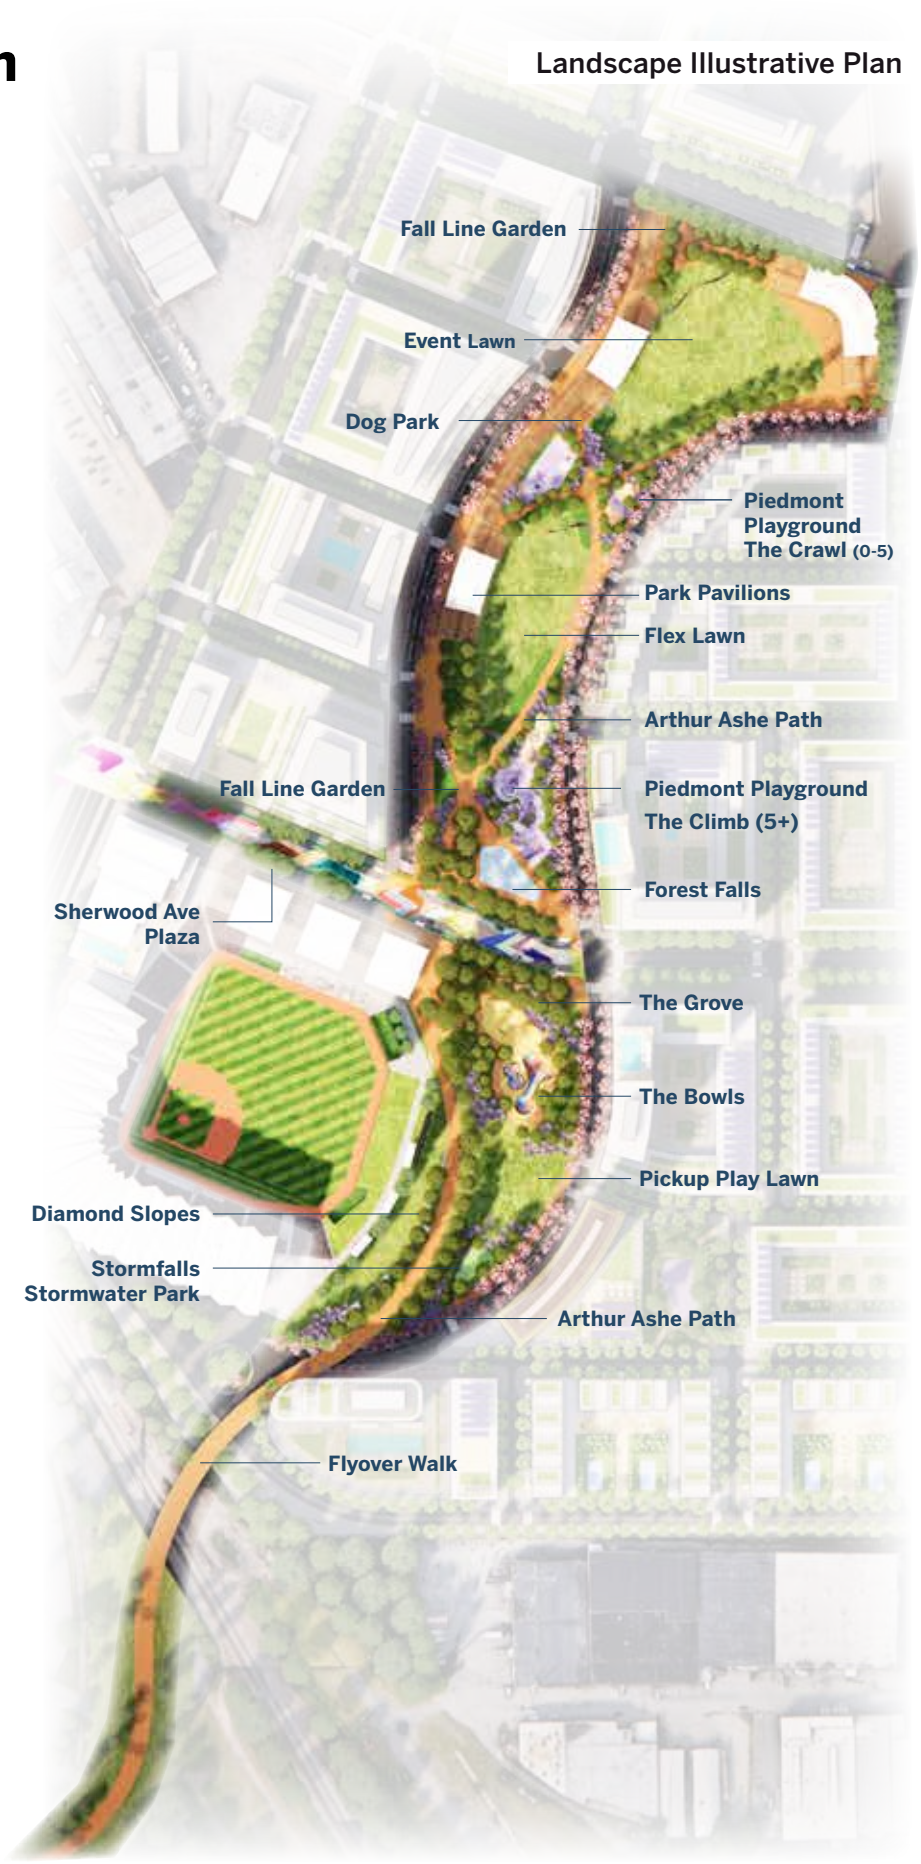 n
Landscape Illustrative Plan
Fall Line Garden
Event Lawn
Dog Park
Piedmont
Playground
The Crawl (0-5)
Park Pavilions
Flex Lawn
Arthur Ashe Path
Fall Line Garden
Piedmont Playground
The Climb (5+)
Forest Falls
Sherwood Ave
Plaza
The Grove
The Bowls
Pickup Play Lawn
Diamond Slopes
Stormfalls
Stormwater Park
Arthur Ashe Path
Flyover Walk